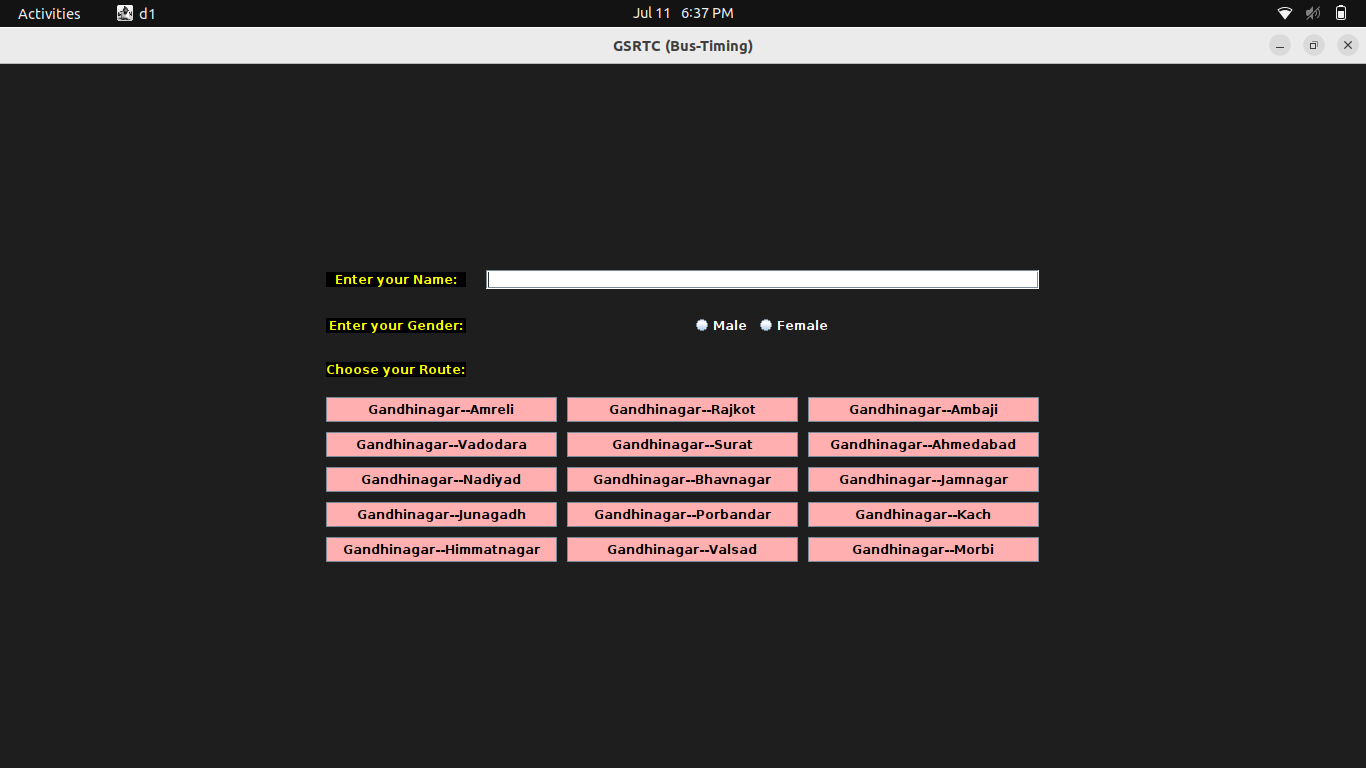 Activities d1 Jul 11 6:37 PM
GSRTC (Bus-Timing)
Enter your Name:
Enter your Gender: Male Female
Choose your Route:
Gandhinagar--Amreli Gandhinagar--Rajkot Gandhinagar--Ambaji
Gandhinagar--Vadodara Gandhinagar--Surat Gandhinagar--Ahmedabad
Gandhinagar--Nadiyad Gandhinagar--Bhavnagar Gandhinagar--Jamnagar
Gandhinagar--Junagadh Gandhinagar--Porbandar Gandhinagar--Kach
Gandhinagar--Himmatnagar Gandhinagar--Valsad Gandhinagar--Morbi